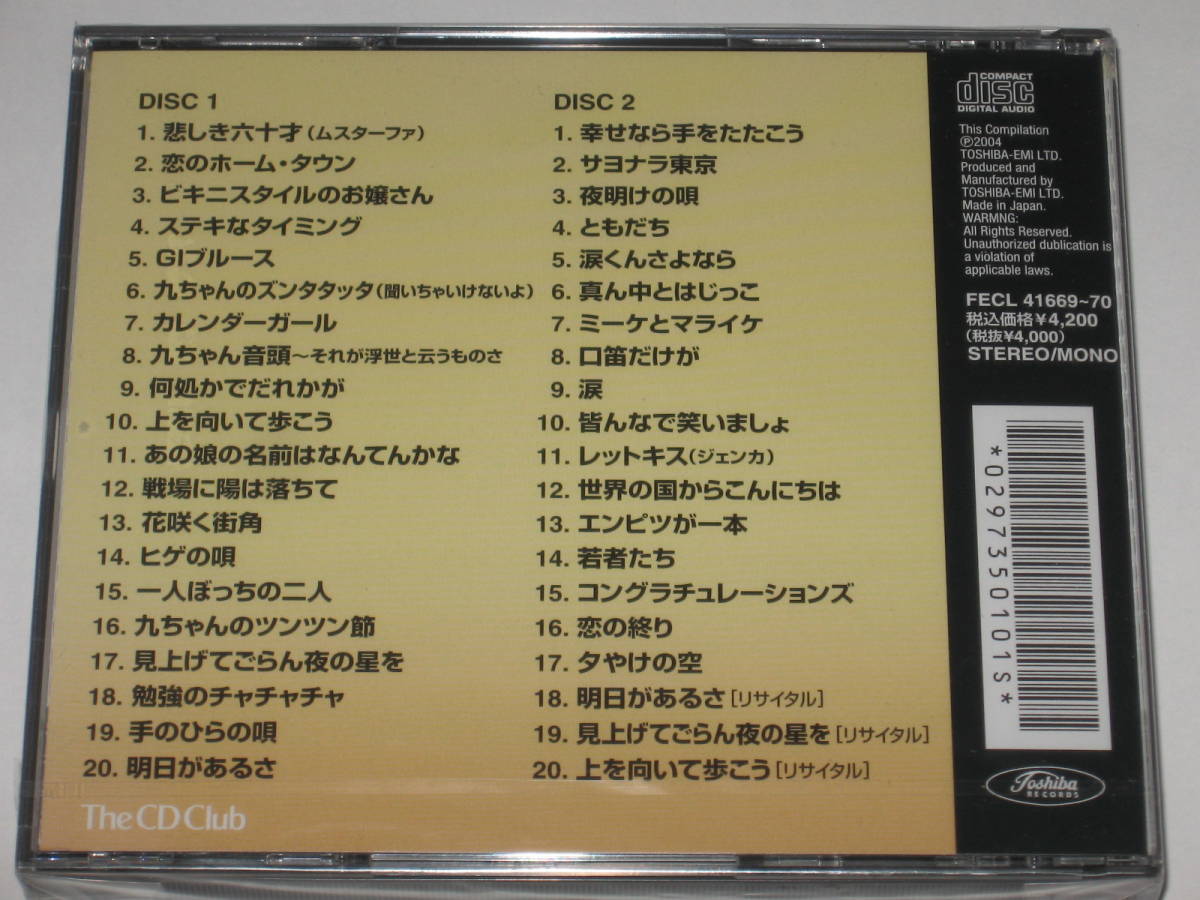 DISC 1
1. 悲しき六十才(ムスターファ)
2. 恋のホーム・タウン
3. ビキニスタイルのお嬢さん
4. ステキなタイミング
5. GIブルース
6. 九ちゃんのズンタタッタ(聞いちゃいけないよ)
7. カレンダーガール
8. 九ちゃん音頭~それが浮世と云うものさ
9. 何処かでだれかが
10. 上を向いて歩こう
11. あの娘の名前はなんてんかな
12. 戦場に陽は落ちて
13. 花咲く街角
14. ヒゲの唄
15. 一人ぼっちの二人
16. 九ちゃんのツンツン節
17. 見上げてごらん夜の星を
18. 勉強のチャチャチャ
19. 手のひらの唄
20. 明日があるさ
The CD Club
DISC 2
1. 幸せなら手をたたこう
2. サヨナラ東京
3. 夜明けの唄
4. ともだち
5. 涙くんさよなら
6. 真ん中とはじっこ
7. ミーケとマライケ
8. 口笛だけが
9. 涙
10. 皆んなで笑いましょ
11. レットキス(ジェンカ)
12. 世界の国からこんにちは
13. エンピツが一本
14. 若者たち
15. コングラチュレーションズ
16. 恋の終り
17. 夕やけの空
18. 明日があるさ[リサイタル]
19. 見上げてごらん夜の星を[リサイタル]
20. 上を向いて歩こう[リサイタル]
COMPACT
disc
DIGITAL AUDIO
This Compilation
℗2004
TOSHIBA-EMI LTD.
Produced and
Manufactured by
TOSHIBA-EMI LTD.
Made in Japan.
WARMNG:
All Rights Reserved.
Unauthorized dublication is
a violation of
applicable laws.
FECL 41669~70
税込価格¥4,200
(税抜¥4,000)
STEREO/MONO
*0297350101S*
Toshiba
RECORDS